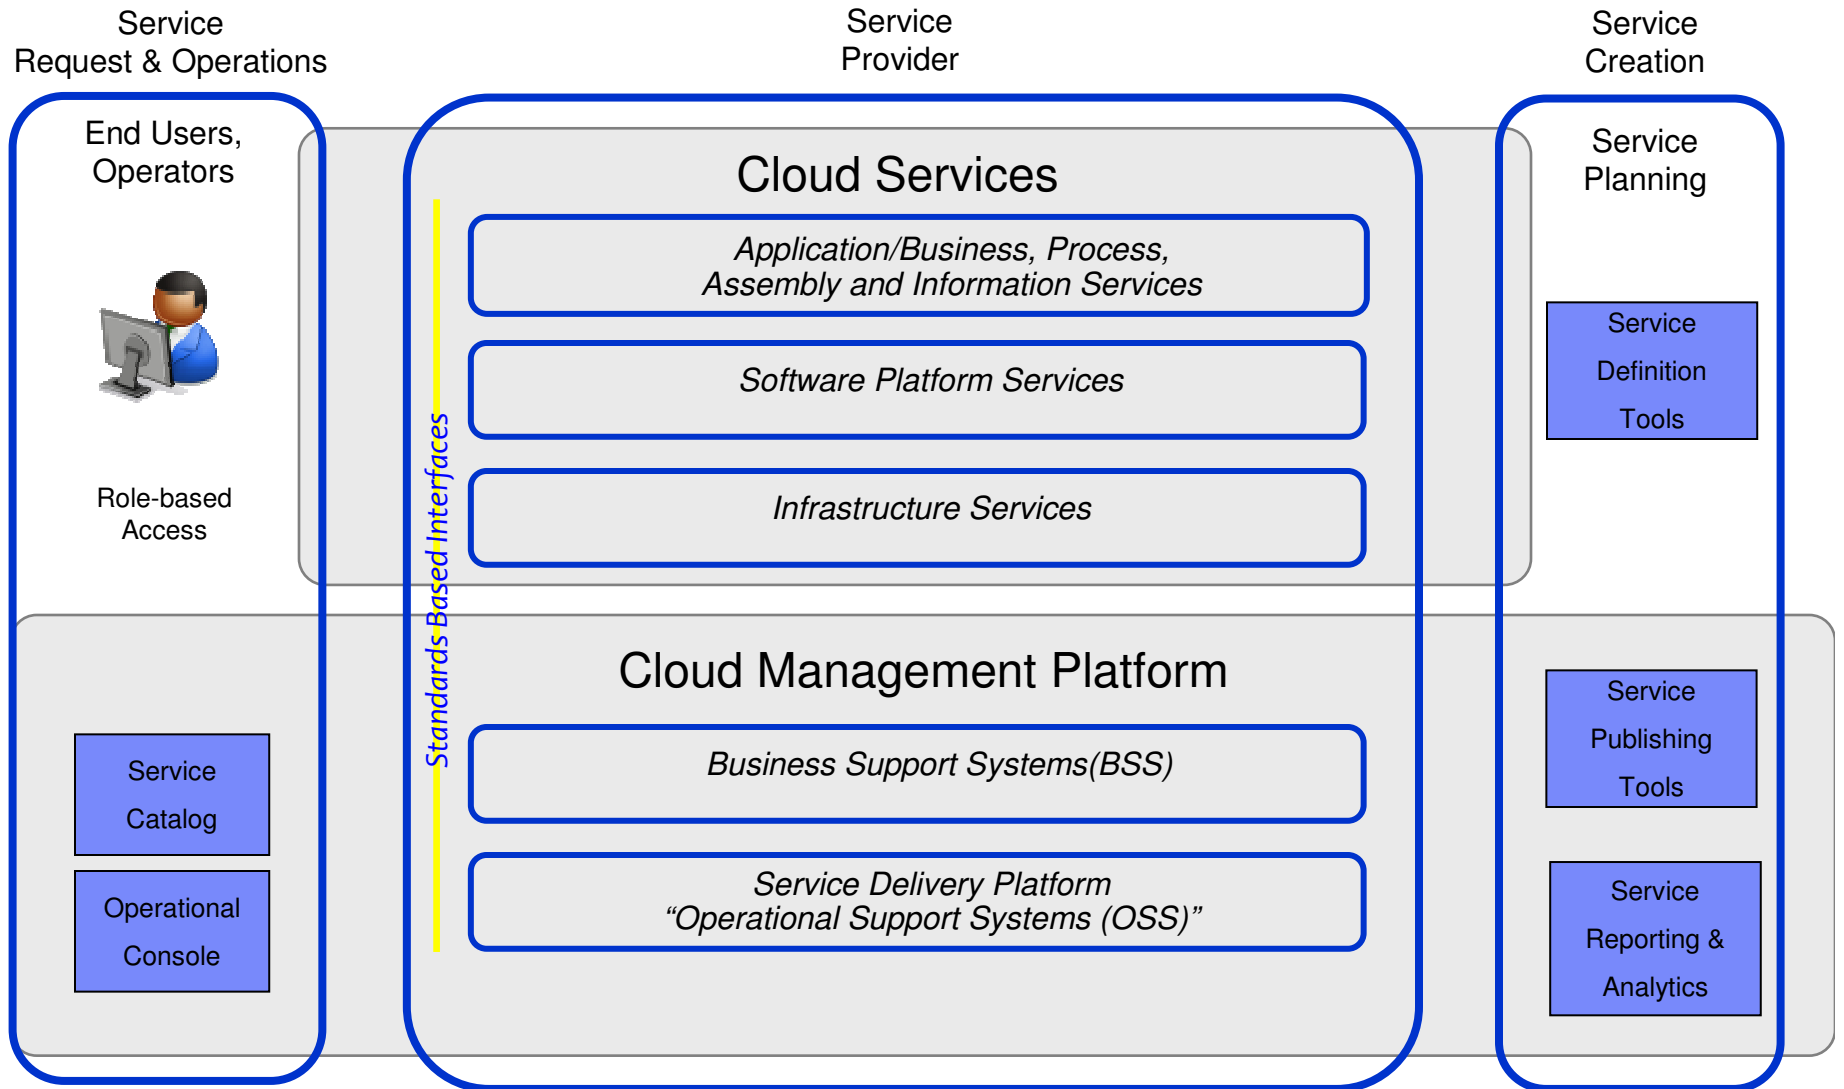 Service
Request & Operations
Service
Provider
Service
Creation
End Users,
Operators
Role-based
Access
Service
Catalog
Operational
Console
Standards Based Interfaces
Cloud Services
Application/Business, Process,
Assembly and Information Services
Software Platform Services
Infrastructure Services
Cloud Management Platform
Business Support Systems(BSS)
Service Delivery Platform
“Operational Support Systems (OSS)”
Service
Planning
Service
Definition
Tools
Service
Publishing
Tools
Service
Reporting &
Analytics